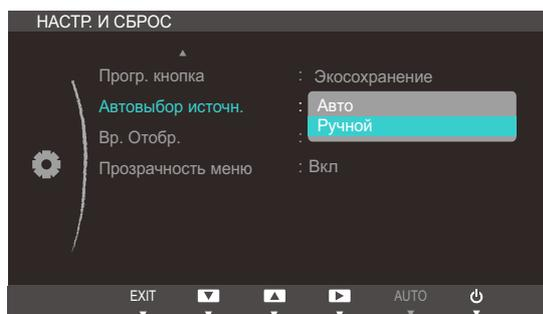 НАСТР. И СБРОС
Прогр. кнопка : Экосохранение
Автовыбор источн. : Авто
Ручной
Вр. Отобр. :
Прозрачность меню : Вкл
EXIT AUTO